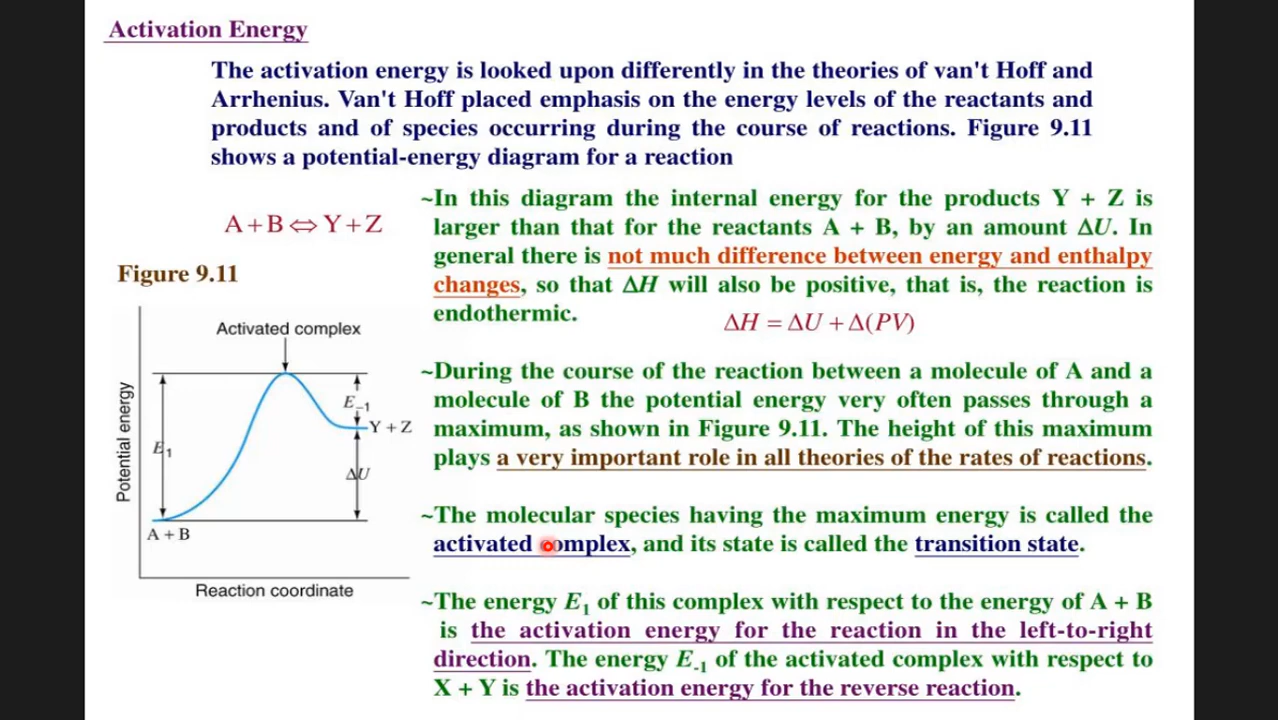 Activation Energy
The activation energy is looked upon differently in the theories of van't Hoff and
Arrhenius. Van't Hoff placed emphasis on the energy levels of the reactants and
products and of species occurring during the course of reactions. Figure 9.11
shows a potential-energy diagram for a reaction
A + B ⇔ Y + Z
Figure 9.11
Activated complex
Potential energy
E₁
E₋₁
Y + Z
ΔU
A + B
Reaction coordinate
~In this diagram the internal energy for the products Y + Z is
larger than that for the reactants A + B, by an amount ΔU. In
general there is not much difference between energy and enthalpy
changes, so that ΔH will also be positive, that is, the reaction is
endothermic.
ΔH = ΔU + Δ(PV)
~During the course of the reaction between a molecule of A and a
molecule of B the potential energy very often passes through a
maximum, as shown in Figure 9.11. The height of this maximum
plays a very important role in all theories of the rates of reactions.
~The molecular species having the maximum energy is called the
activated complex, and its state is called the transition state.
~The energy E₁ of this complex with respect to the energy of A + B
is the activation energy for the reaction in the left-to-right
direction. The energy E₋₁ of the activated complex with respect to
X + Y is the activation energy for the reverse reaction.